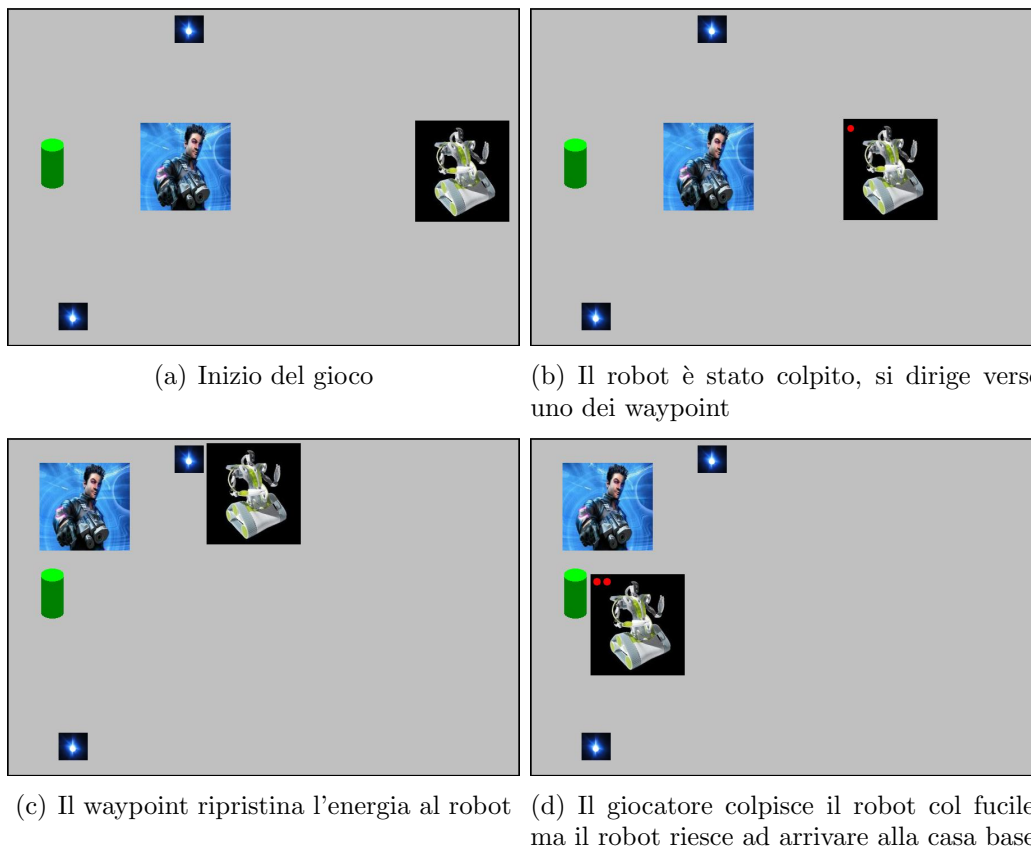 (a) Inizio del gioco
(b) Il robot è stato colpito, si dirige verso
uno dei waypoint
(c) Il waypoint ripristina l'energia al robot
(d) Il giocatore colpisce il robot col fucile
ma il robot riesce ad arrivare alla casa base